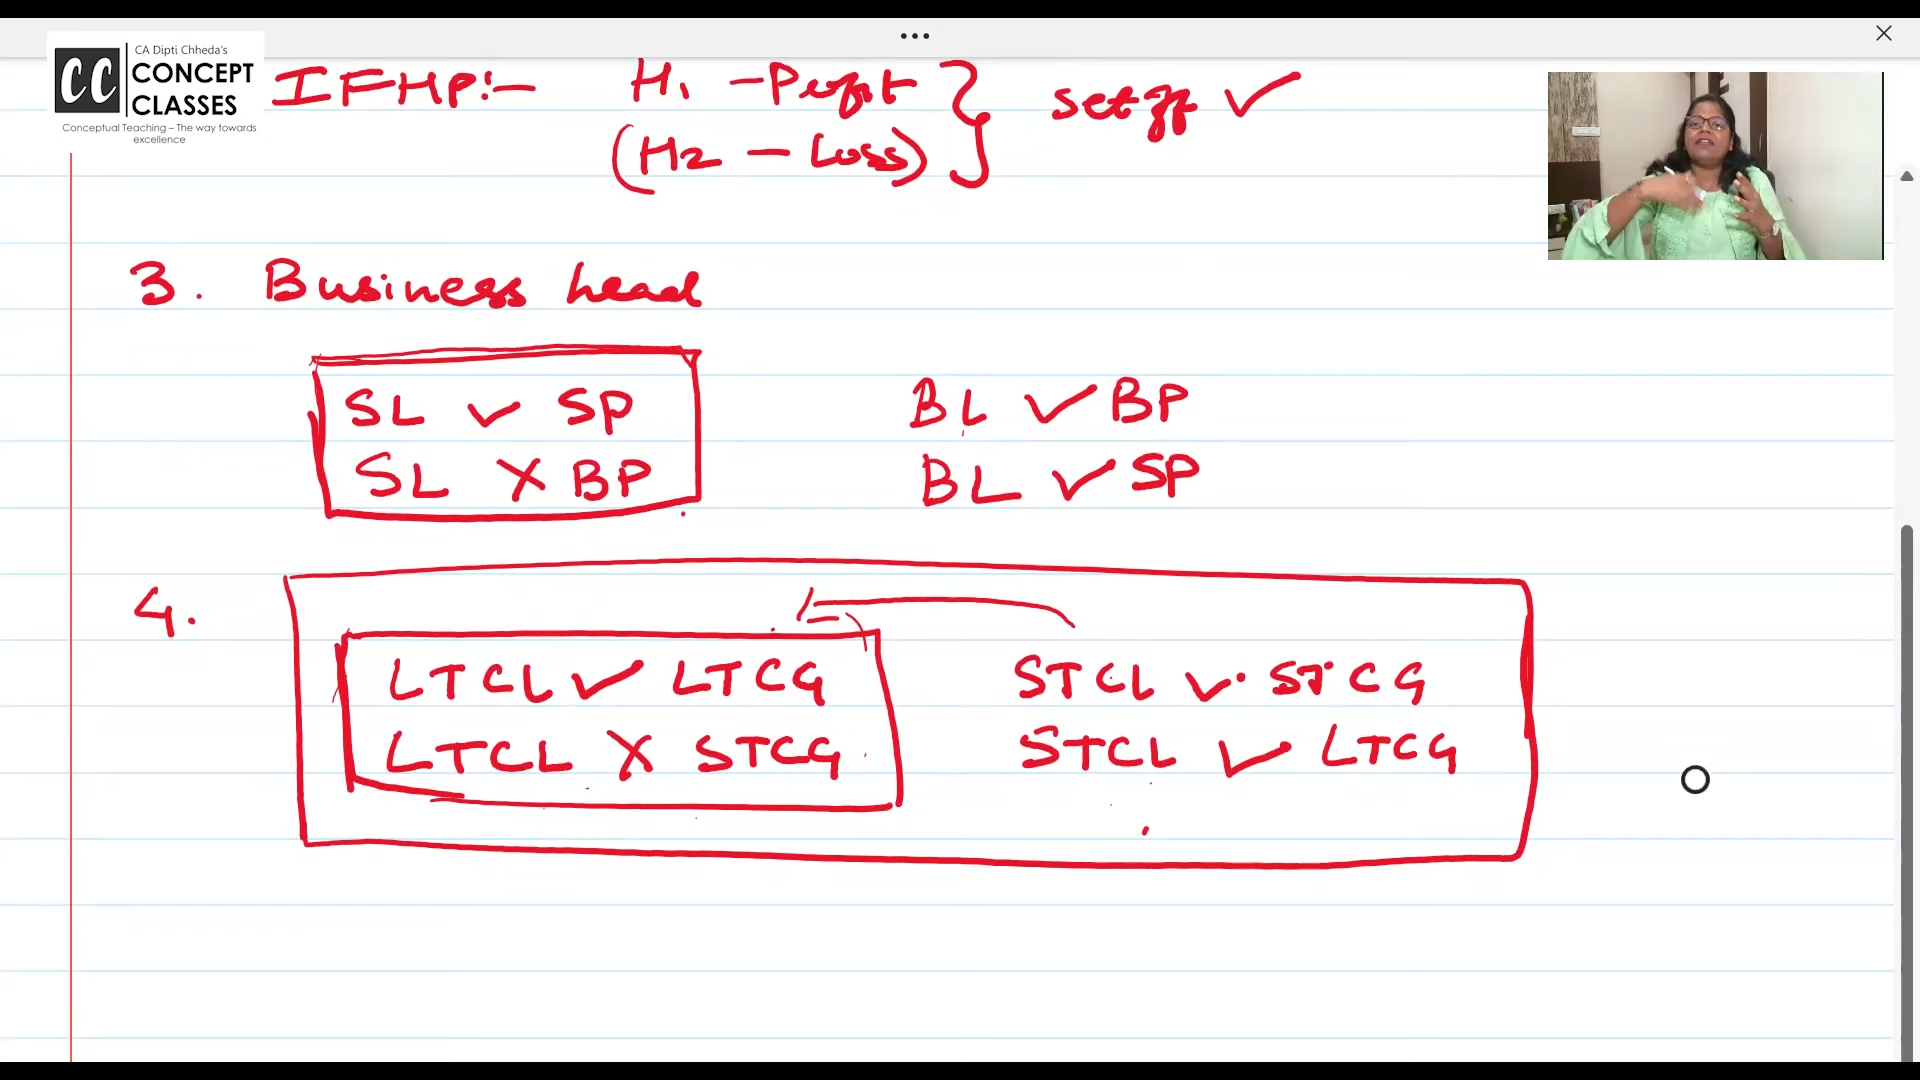 CC
CA Dipti Chheda's
CONCEPT
CLASSES
Conceptual Teaching – The way towards
excellence
IFHP:- H1 - Profit
(H2 - Loss) } setoff ✓
3. Business head
SL ✓ SP BL ✓ BP
SL X BP BL ✓ SP
4.
LTCL ✓ LTCG STCL ✓ STCG
LTCL X STCG STCL ✓ LTCG